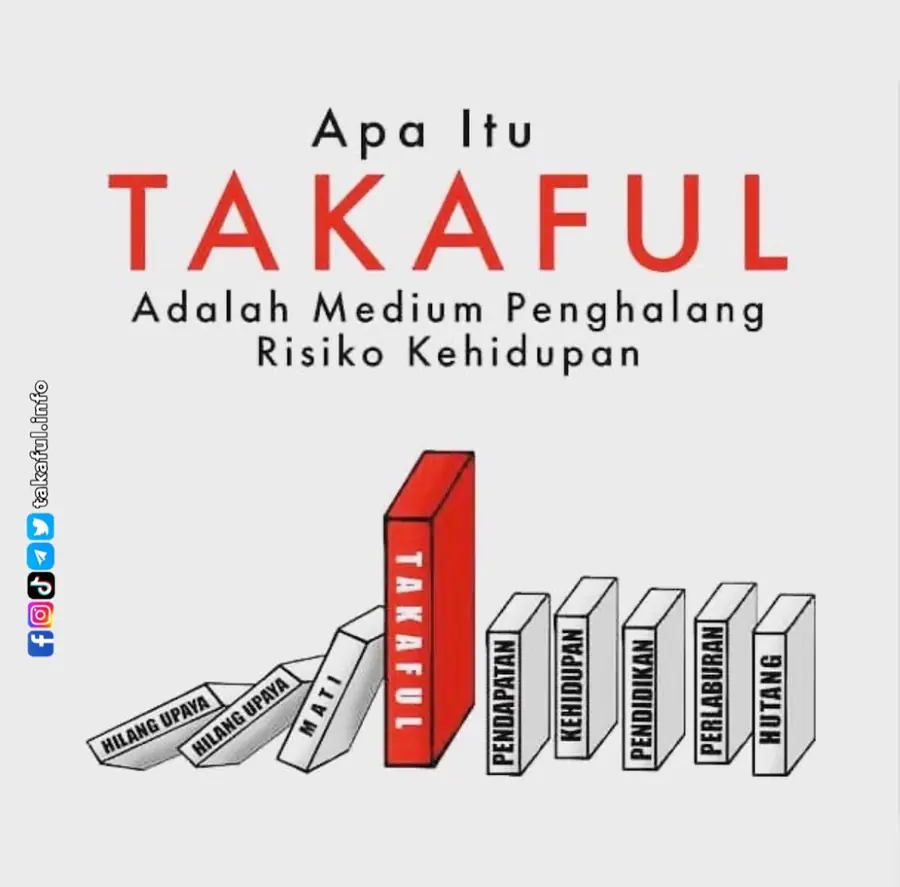 Apa Itu
TAKAFUL
Adalah Medium Penghalang
Risiko Kehidupan
takaful.info
HILANG UPAYA
HILANG UPAYA
MATI
TAKAFUL
PENDAPATAN
KEHIDUPAN
PENDIDIKAN
PERLABURAN
HUTANG